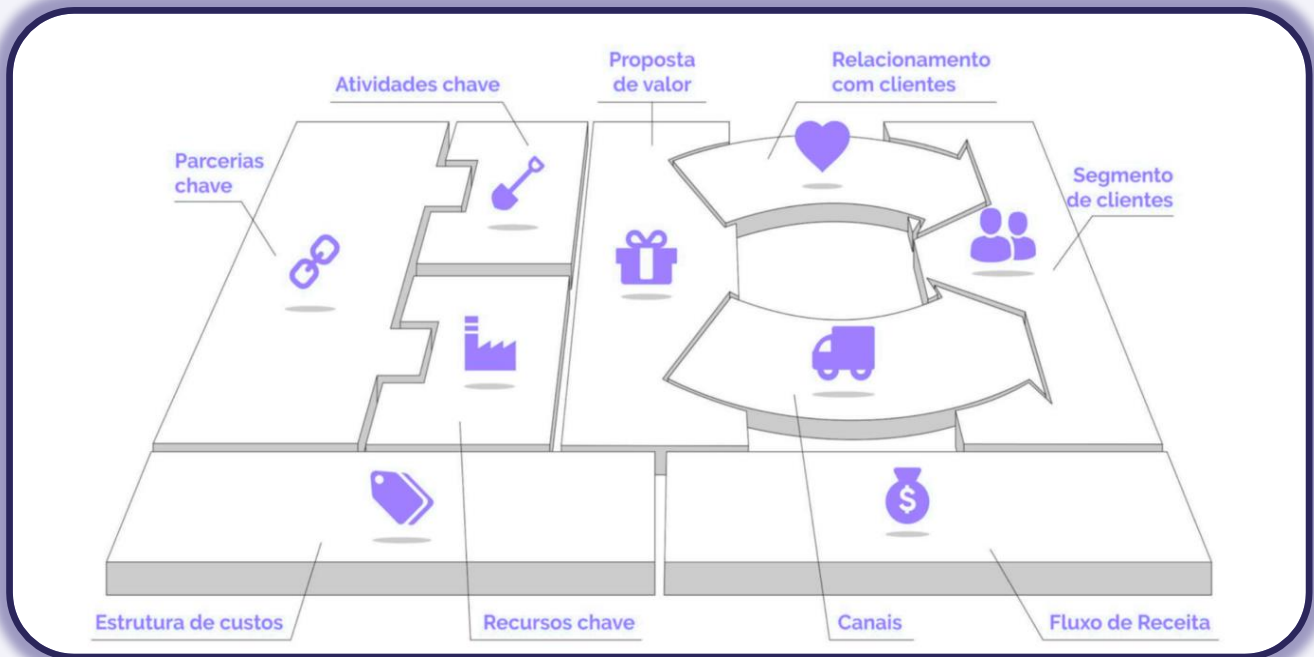 Proposta
de valor
Relacionamento
com clientes
Atividades chave
Parcerias
chave
Segmento
de clientes
$
Estrutura de custos
Recursos chave
Canais
Fluxo de Receita